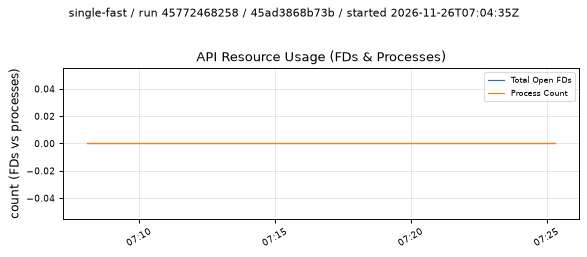 single-fast / run 45772468258 / 45ad3868b73b / started 2026-11-26T07:04:35Z
API Resource Usage (FDs & Processes)
count (FDs vs processes)
0.04
0.02
0.00
−0.02
−0.04
Total Open FDs
Process Count
07:10
07:15
07:20
07:25